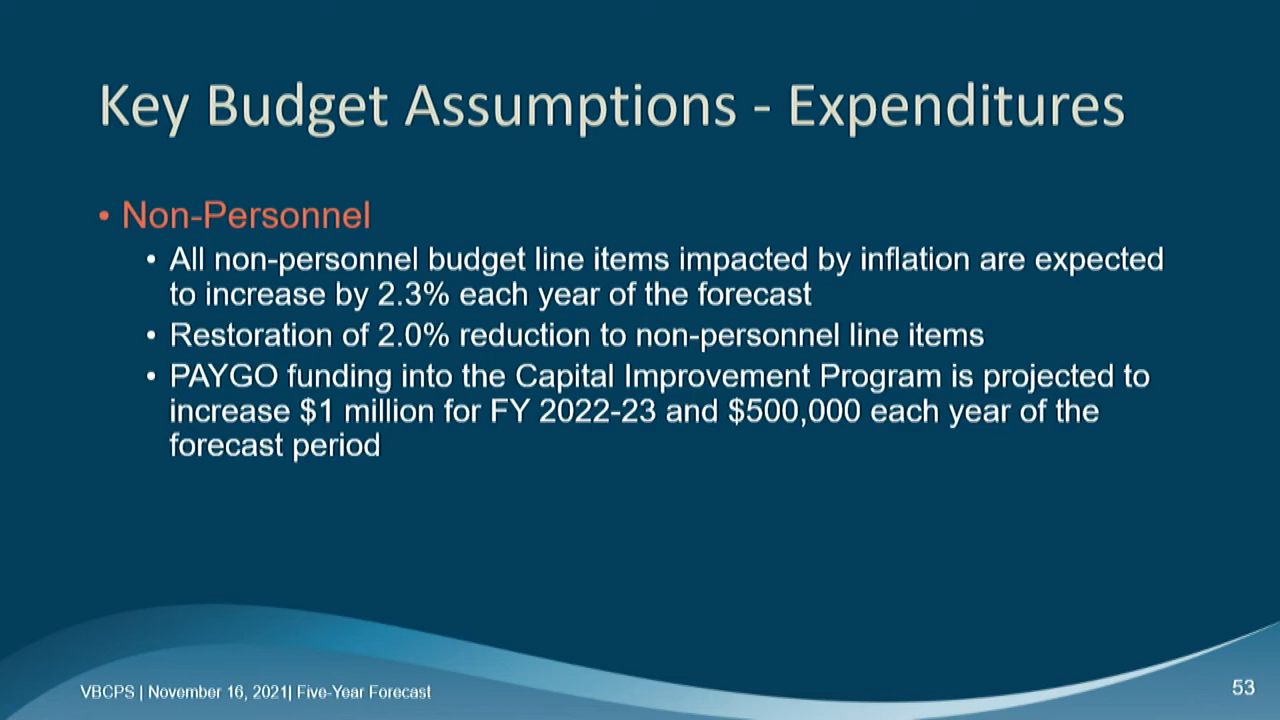 Key Budget Assumptions - Expenditures
• Non-Personnel
• All non-personnel budget line items impacted by inflation are expected
to increase by 2.3% each year of the forecast
• Restoration of 2.0% reduction to non-personnel line items
• PAYGO funding into the Capital Improvement Program is projected to
increase $1 million for FY 2022-23 and $500,000 each year of the
forecast period
VBCPS | November 16, 2021| Five-Year Forecast
53